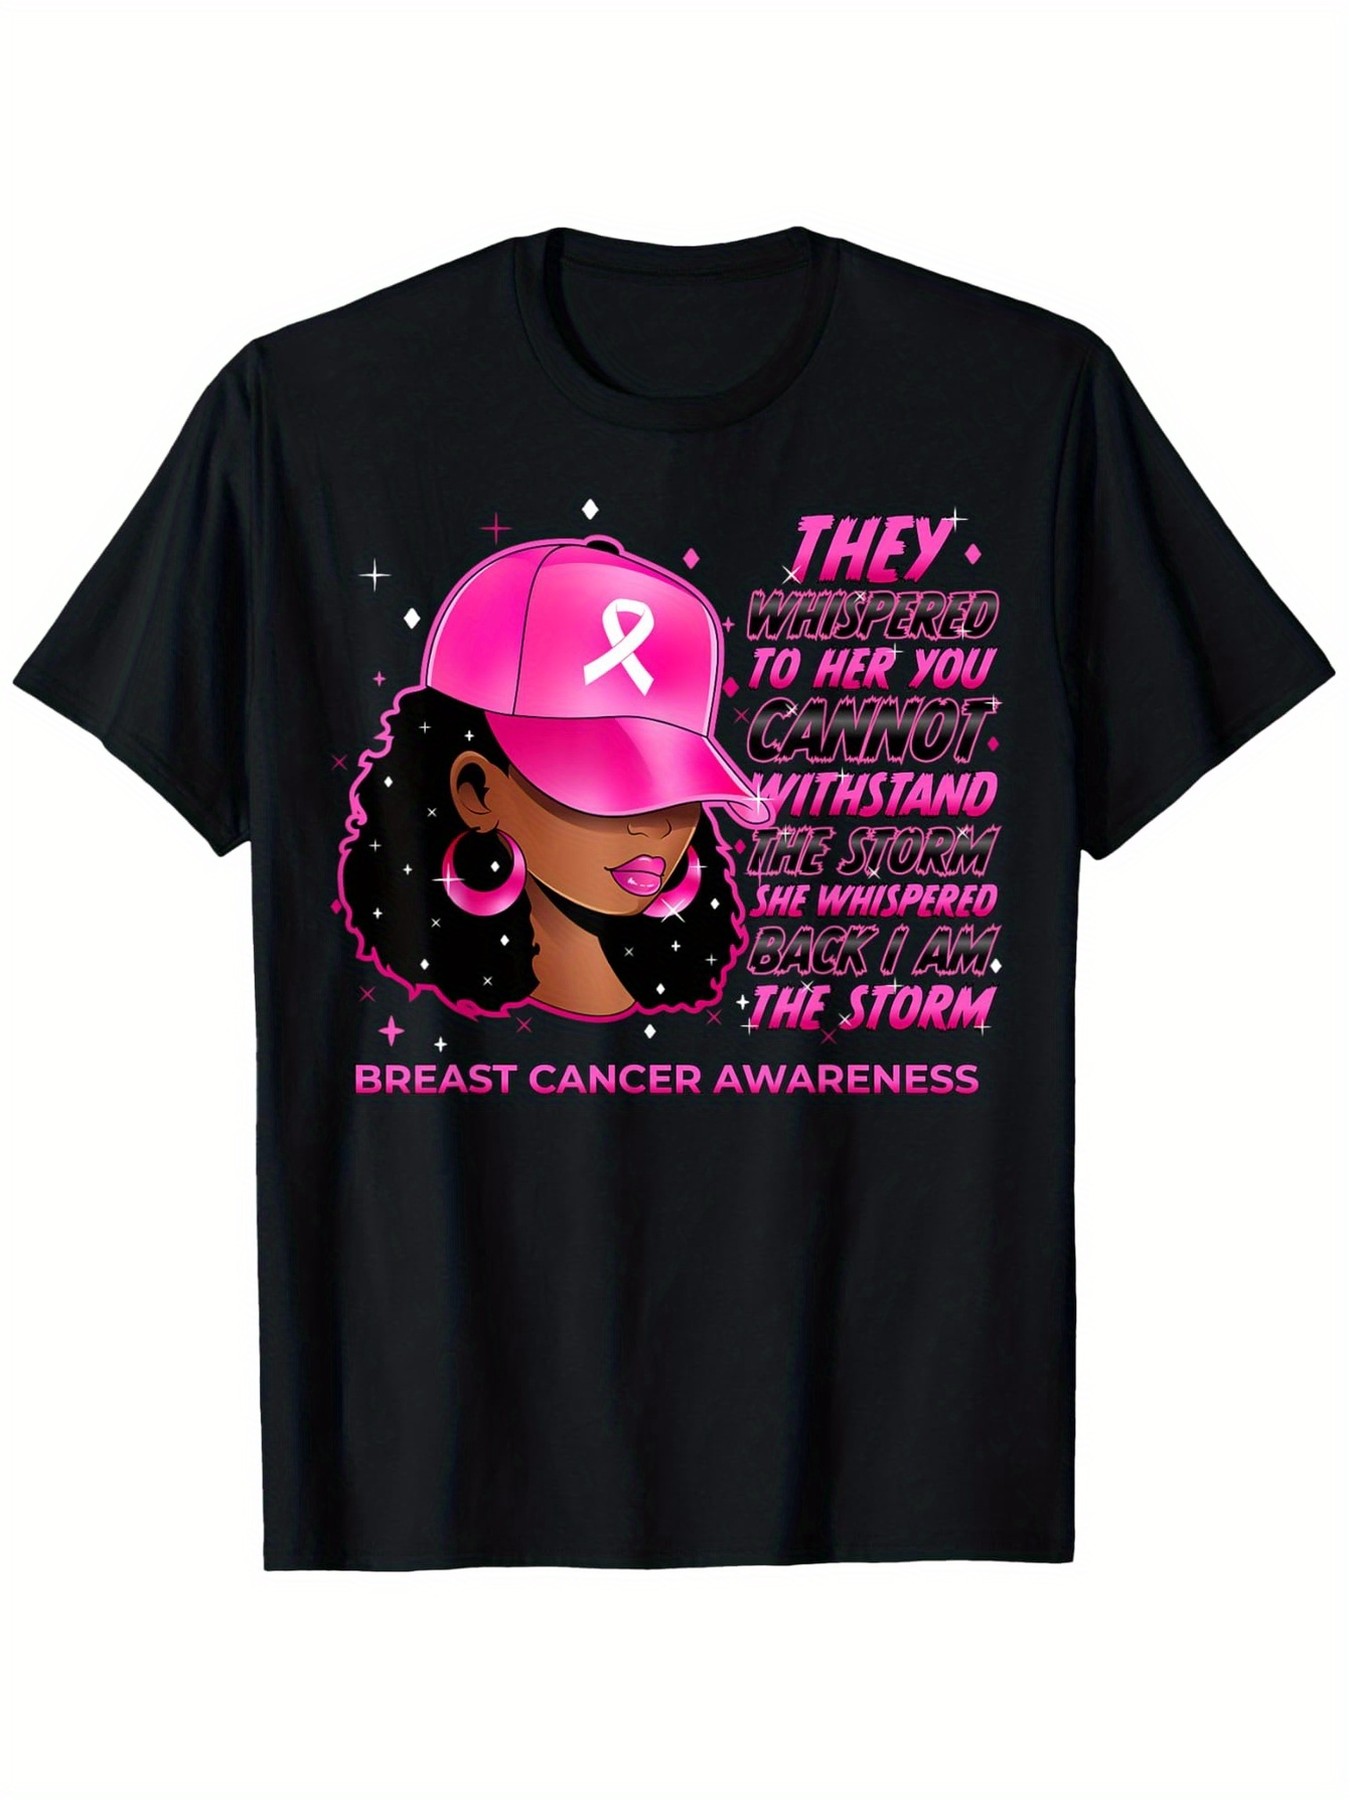 THEY
WHISPERED
TO HER YOU
CANNOT
WITHSTAND
THE STORM
SHE WHISPERED
BACK I AM
THE STORM
BREAST CANCER AWARENESS